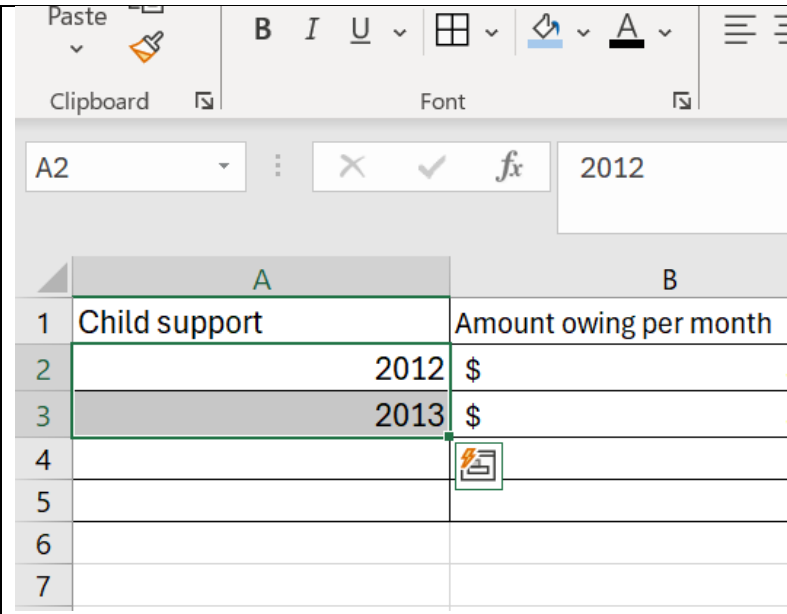 Paste
B I U A
Clipboard Font
A2 fx 2012
A B
1 Child support Amount owing per month
2 2012 $
3 2013 $
4
5
6
7